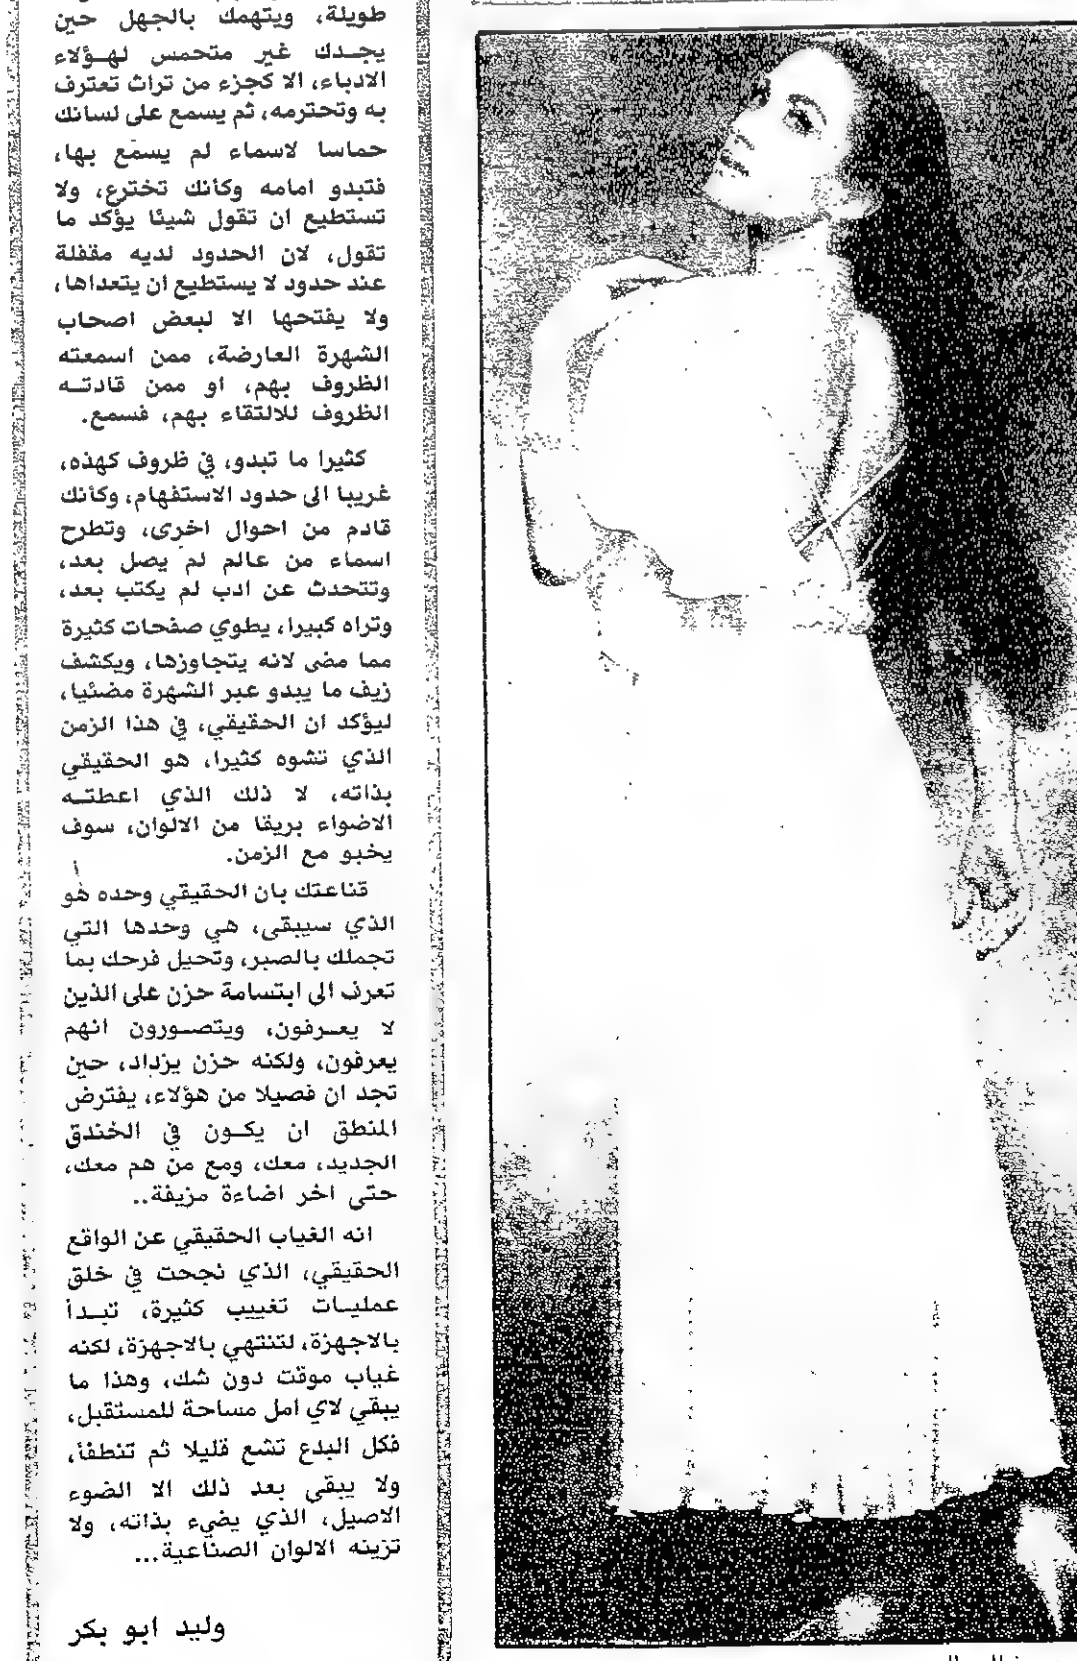 طويلة، ويتهمك بالجهل حين
يجدك غير متحمس لهؤلاء
الادباء، الا كجزء من تراث تعترف
به وتحترمه، ثم يسمع على لسانك
حماسا لاسماء لم يسمع بها،
فتبدو امامه وكأنك تخترع، ولا
تستطيع ان تقول شيئا يؤكد ما
تقول، لان الحدود لديه مقفلة
عند حدود لا يستطيع ان يتعداها،
ولا يفتحها الا لبعض اصحاب
الشهرة العارضة، ممن اسمعته
الظروف بهم، او ممن قادته
الظروف للالتقاء بهم، فسمع.
كثيرا ما تبدو، في ظروف كهذه،
غريبا الى حدود الاستفهام، وكأنك
قادم من احوال اخرى، وتطرح
اسماء من عالم لم يصل بعد،
وتتحدث عن ادب لم يكتب بعد،
وتراه كبيرا، يطوي صفحات كثيرة
مما مضى لانه يتجاوزها، ويكشف
زيف ما يبدو عبر الشهرة مضئيا،
ليؤكد ان الحقيقي، في هذا الزمن
الذي تشوه كثيرا، هو الحقيقي
بذاته، لا ذلك الذي اعطته
الاضواء بريقا من الالوان، سوف
يخبو مع الزمن.
قناعتك بان الحقيقي وحده هو
الذي سيبقى، هي وحدها التي
تجملك بالصبر، وتحيل فرحك بما
تعرف الى ابتسامة حزن على الذين
لا يعرفون، ويتصورون انهم
يعرفون، ولكنه حزن يزداد، حين
تجد ان فصيلا من هؤلاء، يفترض
المنطق ان يكون في الخندق
الجديد، معك، ومع من هم معك،
حتى اخر اضاءة مزيفة..
انه الغياب الحقيقي عن الواقع
الحقيقي، الذي نجحت في خلق
عمليات تغييب كثيرة، تبدأ
بالاجهزة، لتنتهي بالاجهزة، لكنه
غياب موقت دون شك، وهذا ما
يبقي لاي امل مساحة للمستقبل،
فكل البدع تشع قليلا ثم تنطفأ،
ولا يبقى بعد ذلك الا الضوء
الاصيل، الذي يضيء بذاته، ولا
تزينه الالوان الصناعية...
وليد ابو بكر